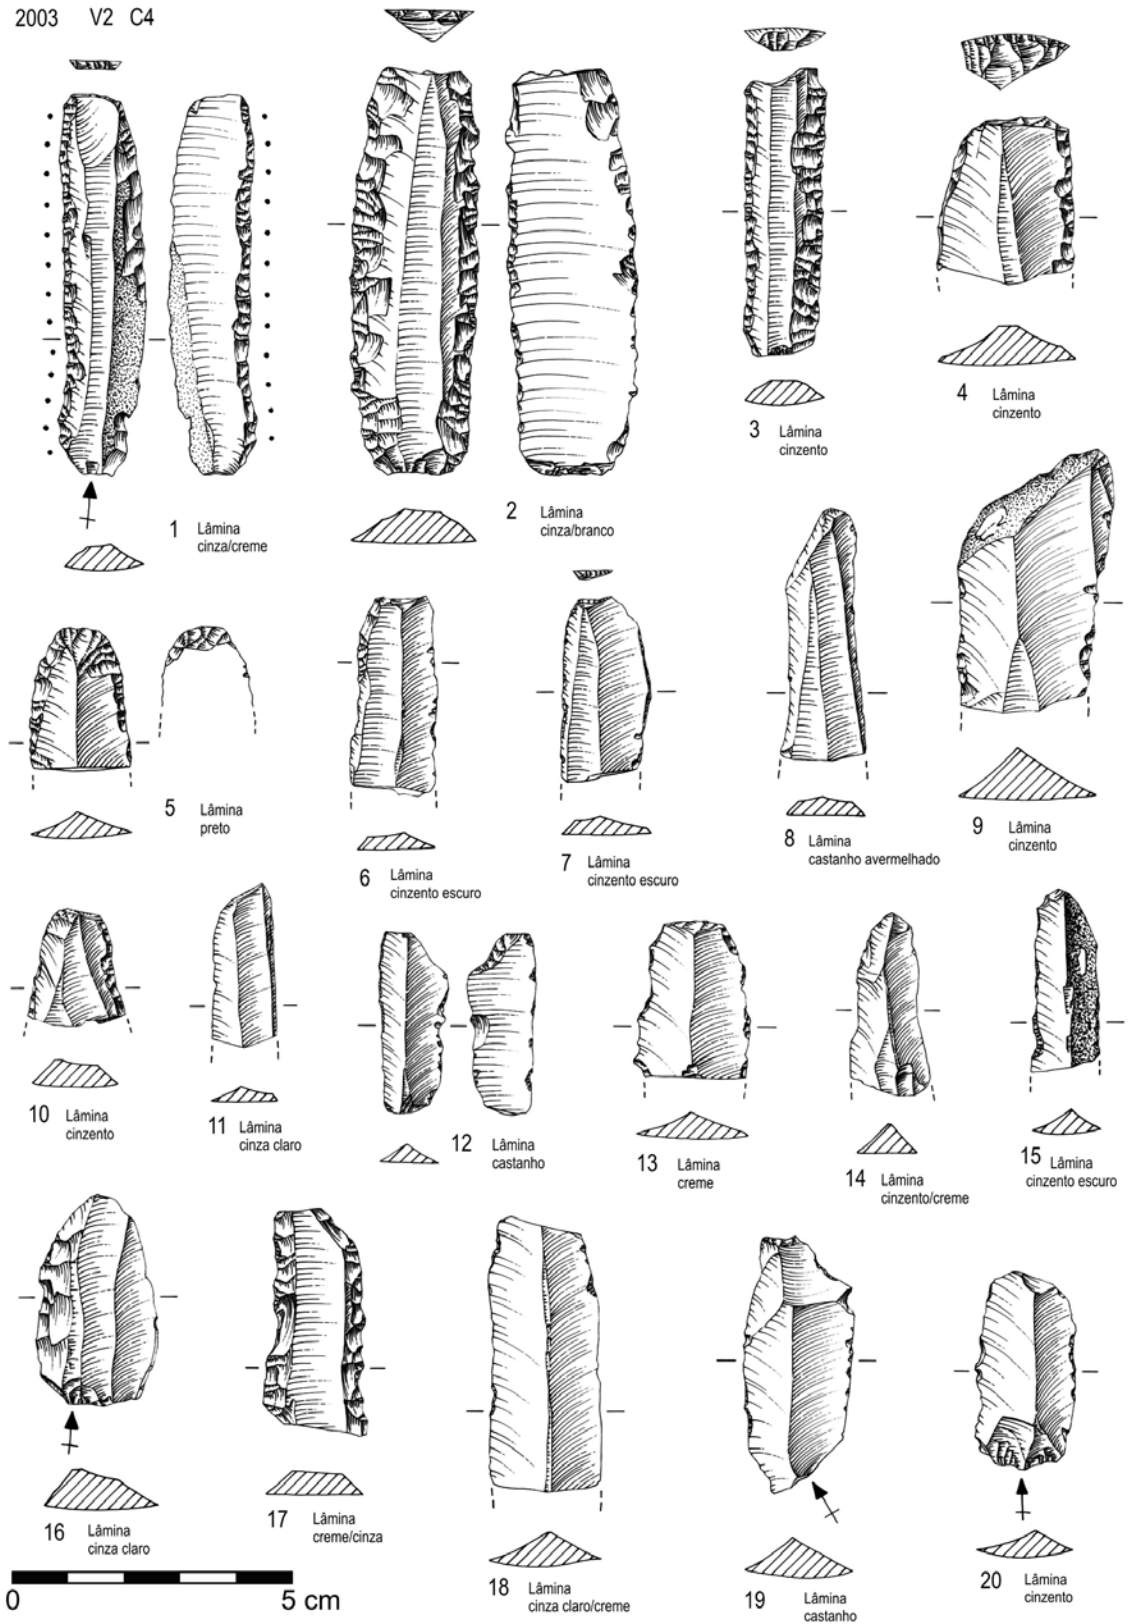 2003 V2 C4
1 Lâmina
cinza/creme
2 Lâmina
cinza/branco
3 Lâmina
cinzento
4 Lâmina
cinzento
5 Lâmina
preto
6 Lâmina
cinzento escuro
7 Lâmina
cinzento escuro
8 Lâmina
castanho avermelhado
9 Lâmina
cinzento
10 Lâmina
cinzento
11 Lâmina
cinza claro
12 Lâmina
castanho
13 Lâmina
creme
14 Lâmina
cinzento/creme
15 Lâmina
cinzento escuro
16 Lâmina
cinza claro
17 Lâmina
creme/cinza
18 Lâmina
cinza claro/creme
19 Lâmina
castanho
20 Lâmina
cinzento
0 5 cm